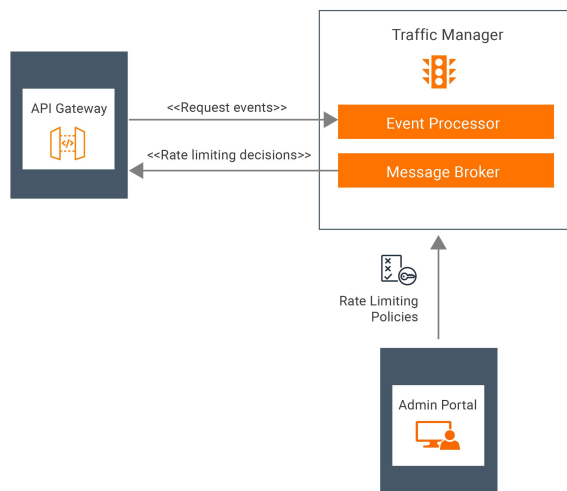 Traffic Manager
API Gateway
<<Request events>>
Event Processor
<<Rate limiting decisions>>
Message Broker
Rate Limiting
Policies
Admin Portal